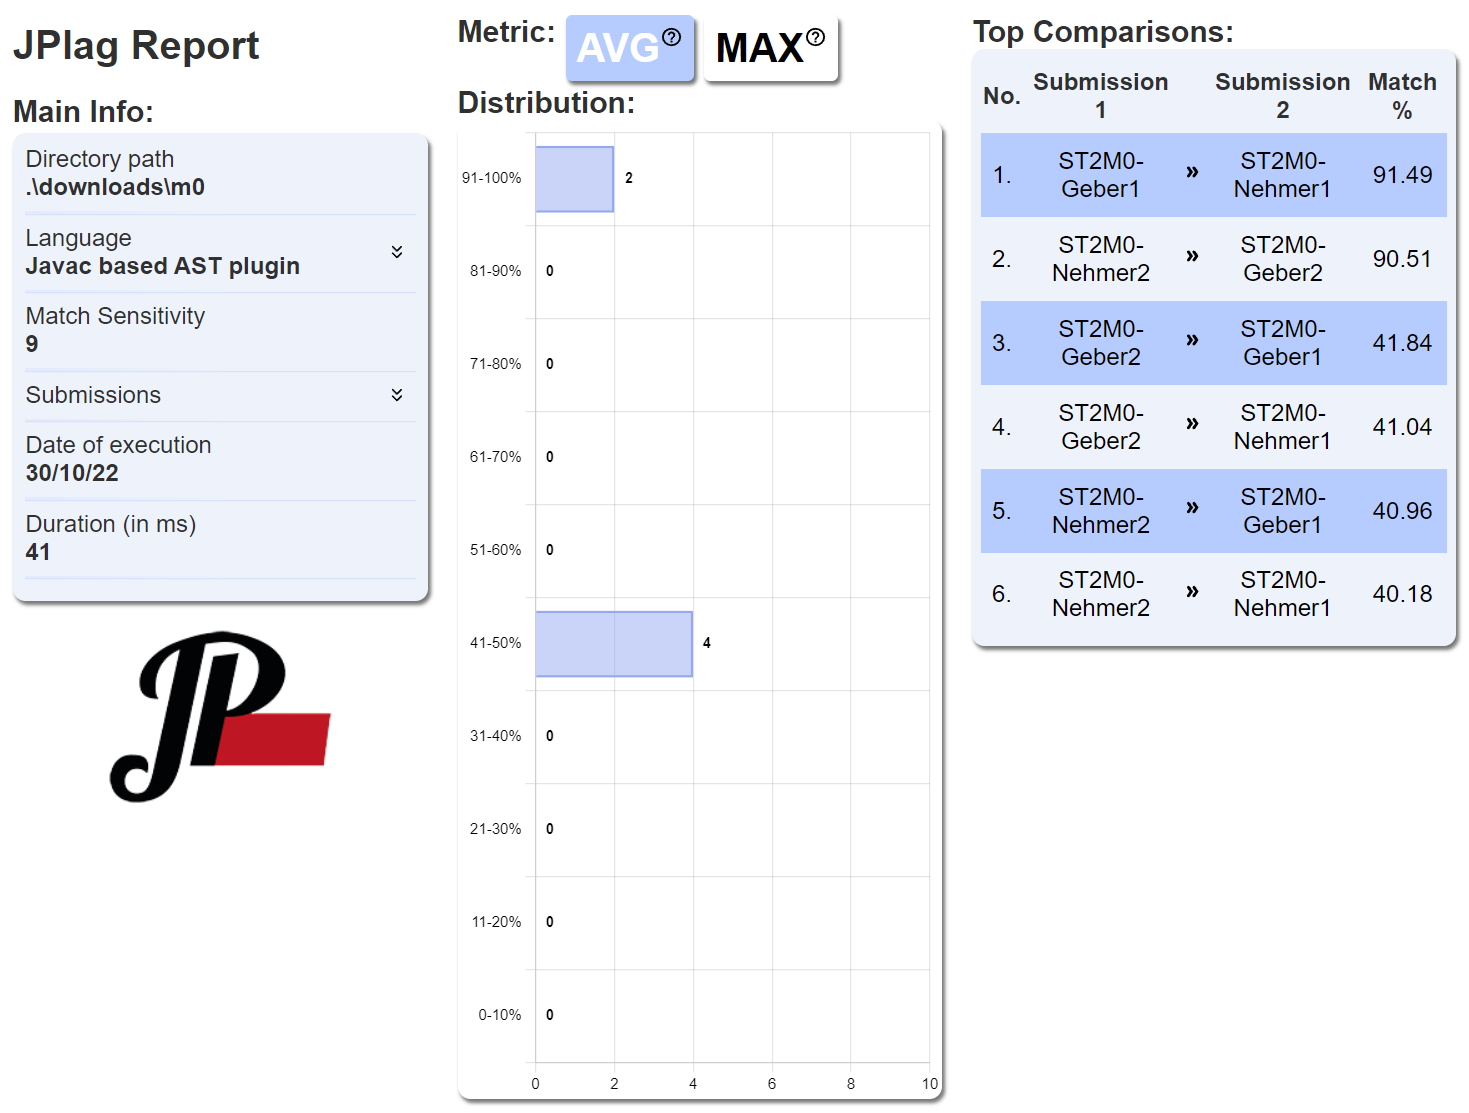 JPlag Report
Main Info:
Directory path
.\downloads\m0
Language
Javac based AST plugin
Match Sensitivity
9
Submissions
Date of execution
30/10/22
Duration (in ms)
41
JP
Metric: AVG? MAX?
Distribution:
91-100% 2
81-90% 0
71-80% 0
61-70% 0
51-60% 0
41-50% 4
31-40% 0
21-30% 0
11-20% 0
0-10% 0
0 2 4 6 8 10
Top Comparisons:
No. Submission 1 Submission 2 Match %
1. ST2M0-Geber1 » ST2M0-Nehmer1 91.49
2. ST2M0-Nehmer2 » ST2M0-Geber2 90.51
3. ST2M0-Geber2 » ST2M0-Geber1 41.84
4. ST2M0-Geber2 » ST2M0-Nehmer1 41.04
5. ST2M0-Nehmer2 » ST2M0-Geber1 40.96
6. ST2M0-Nehmer2 » ST2M0-Nehmer1 40.18